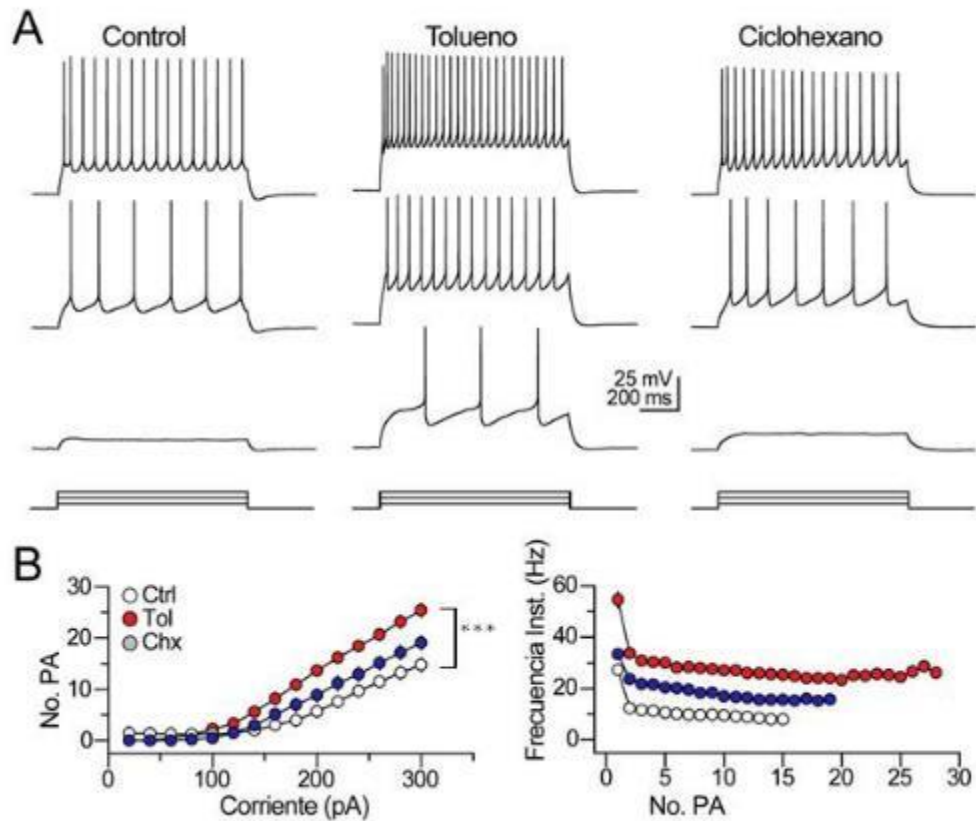 A
Control Tolueno Ciclohexano
25 mV
200 ms
B
30
20
10
0
No. PA
Ctrl
Tol
Chx
***
0 100 200 300
Corriente (pA)
60
40
20
0
Frecuencia Inst. (Hz)
0 5 10 15 20 25 30
No. PA